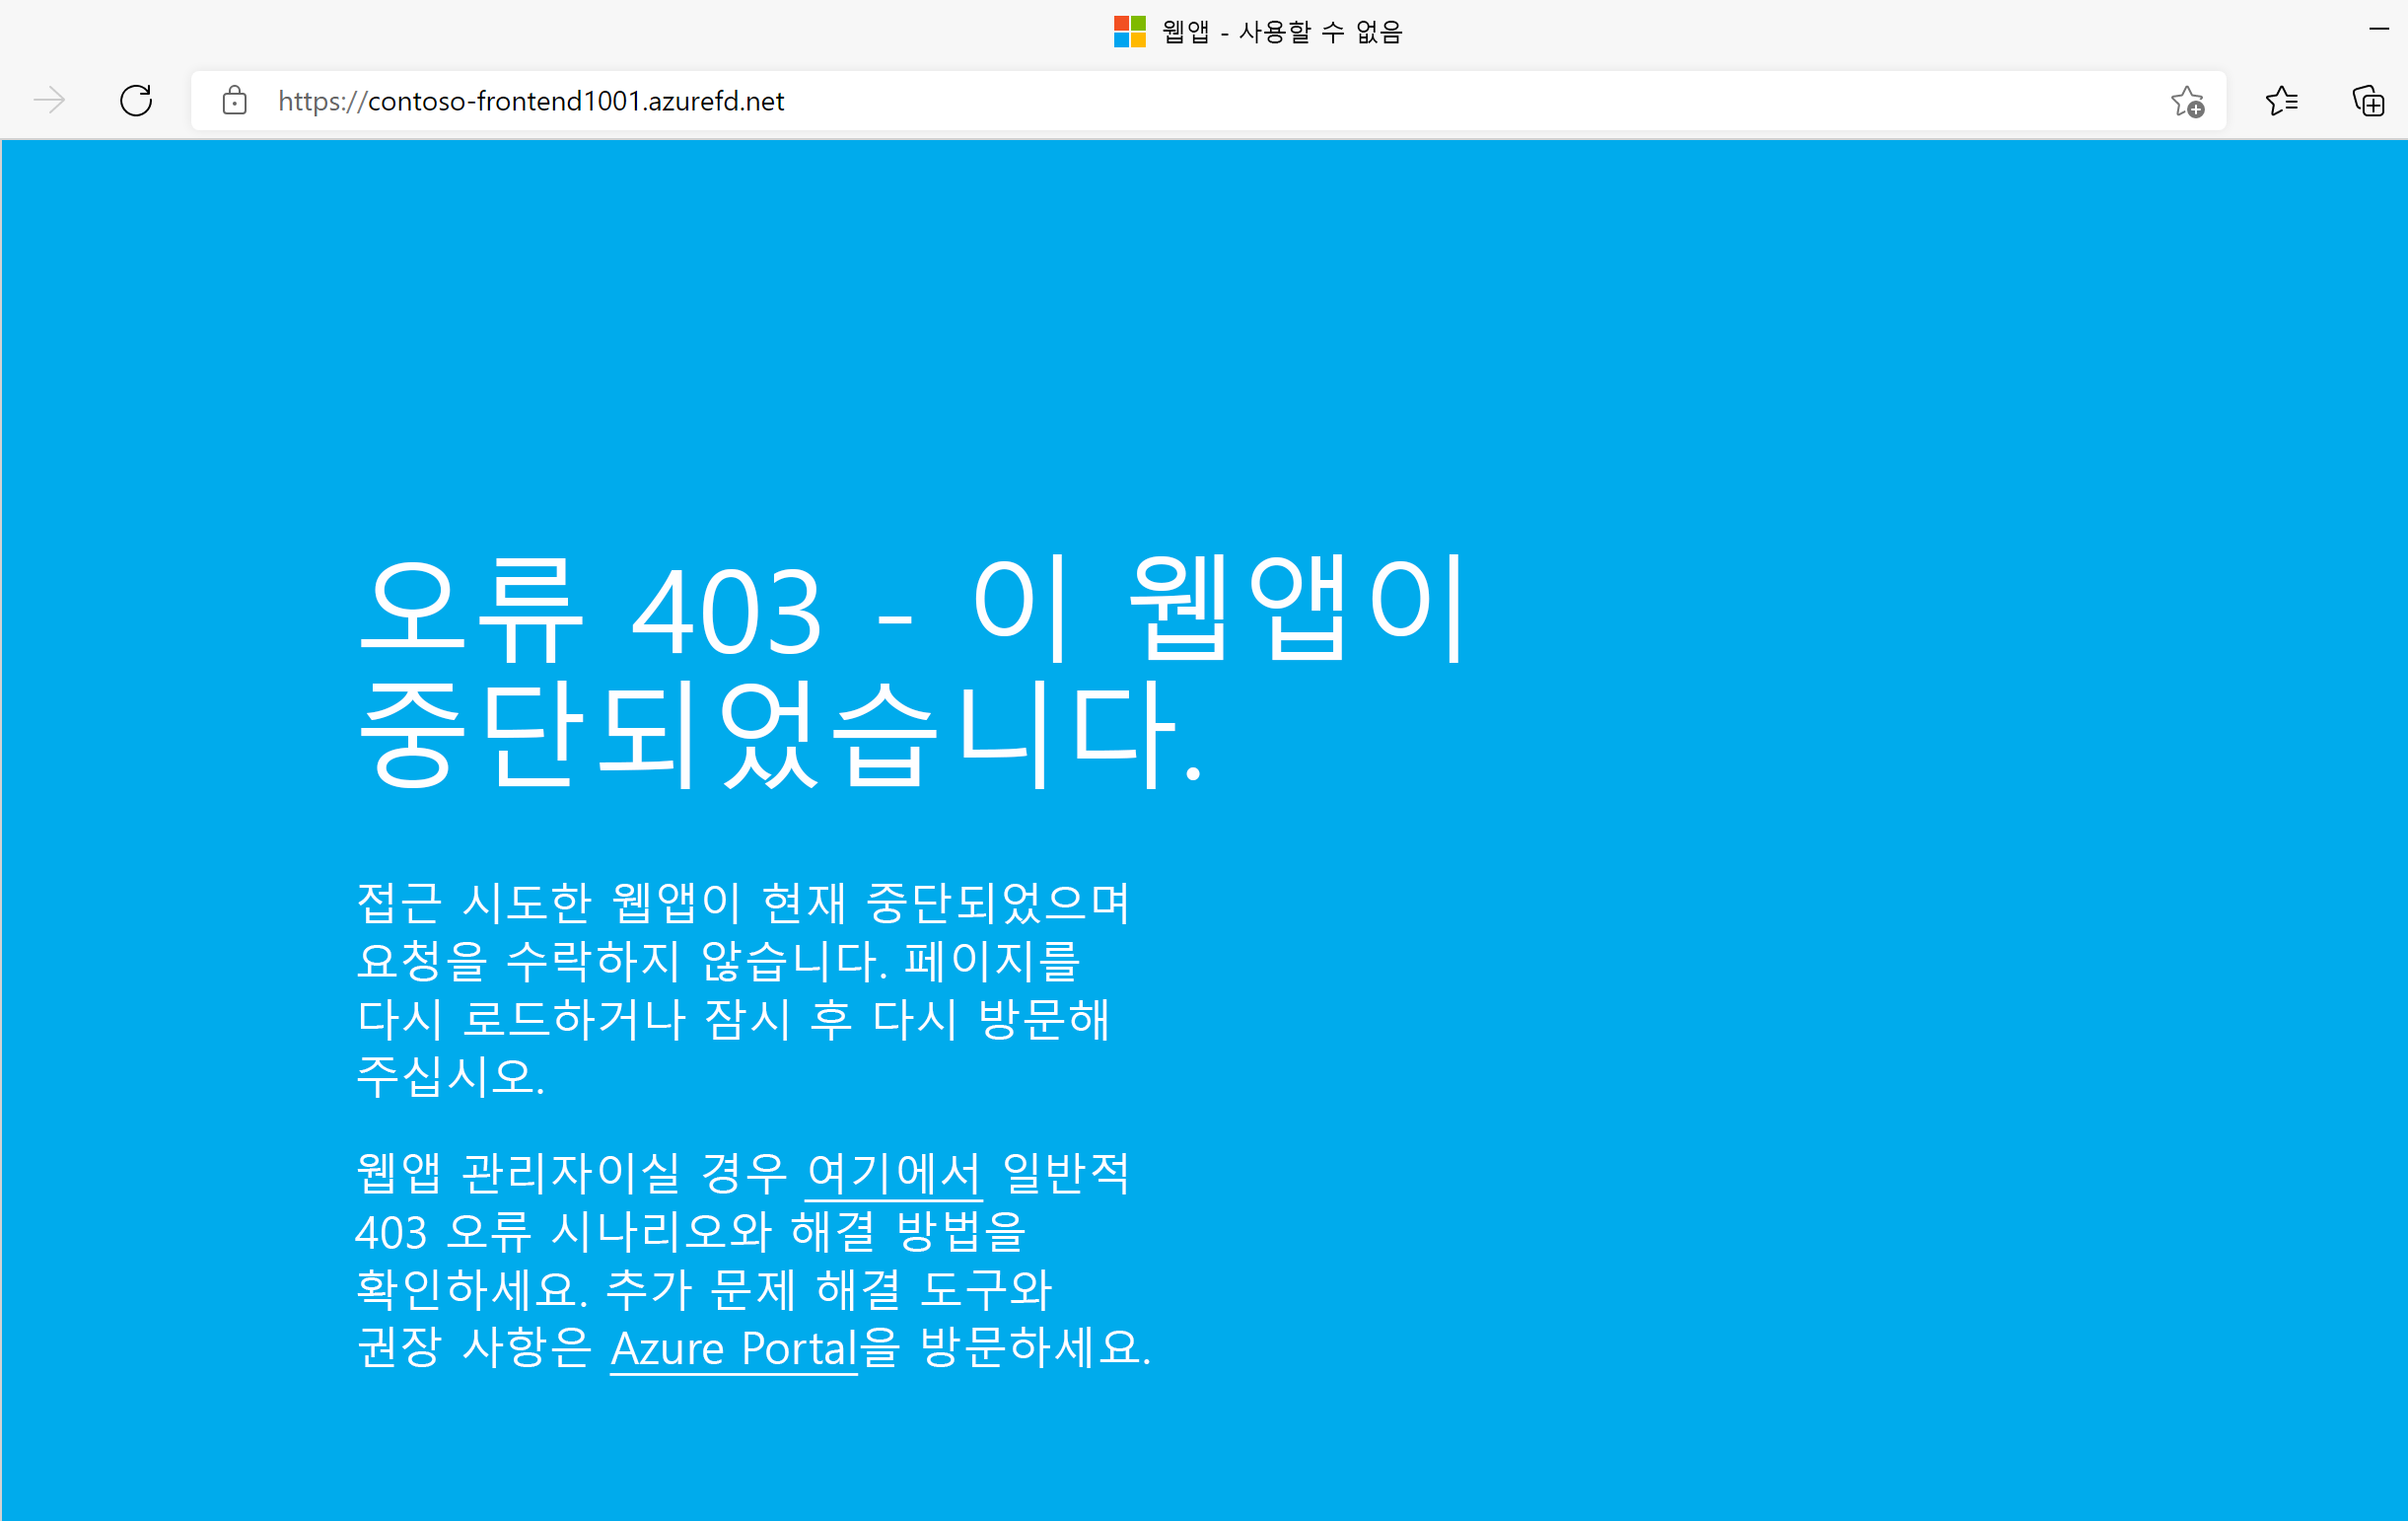 웹앱 - 사용할 수 없음
https://contoso-frontend1001.azurefd.net
오류 403 - 이 웹앱이
중단되었습니다.
접근 시도한 웹앱이 현재 중단되었으며
요청을 수락하지 않습니다. 페이지를
다시 로드하거나 잠시 후 다시 방문해
주십시오.
웹앱 관리자이실 경우 여기에서 일반적
403 오류 시나리오와 해결 방법을
확인하세요. 추가 문제 해결 도구와
권장 사항은 Azure Portal을 방문하세요.